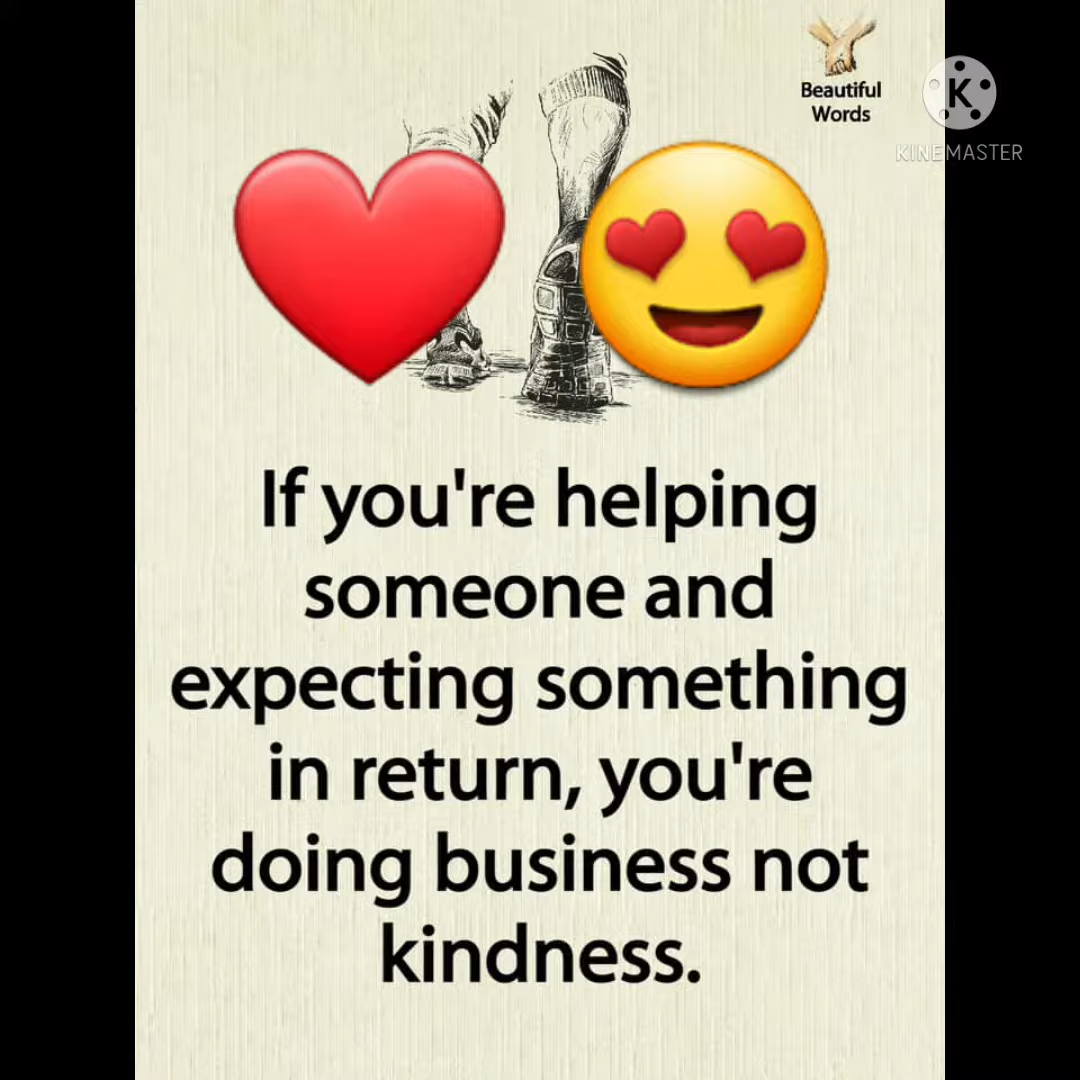 Beautiful
Words
K
KINEMASTER
If you're helping
someone and
expecting something
in return, you're
doing business not
kindness.